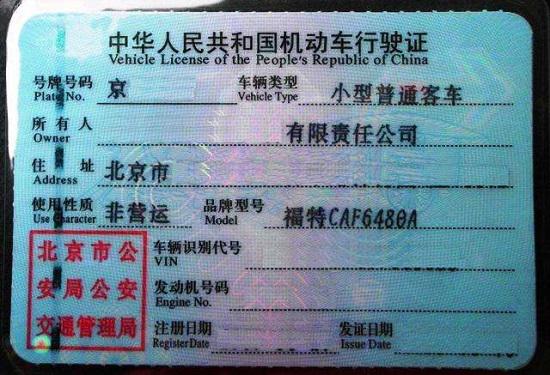 中华人民共和国机动车行驶证
Vehicle License of the People's Republic of China
号牌号码 京 车辆类型 小型普通客车
Plate No. Vehicle Type
所有人 有限责任公司
Owner
住址 北京市
Address
使用性质 非营运 品牌型号 福特CAF6480A
Use Character Model
北京市公
安局公安
交通管理局
车辆识别代号
VIN
发动机号码
Engine No.
注册日期 发证日期
Register Date Issue Date